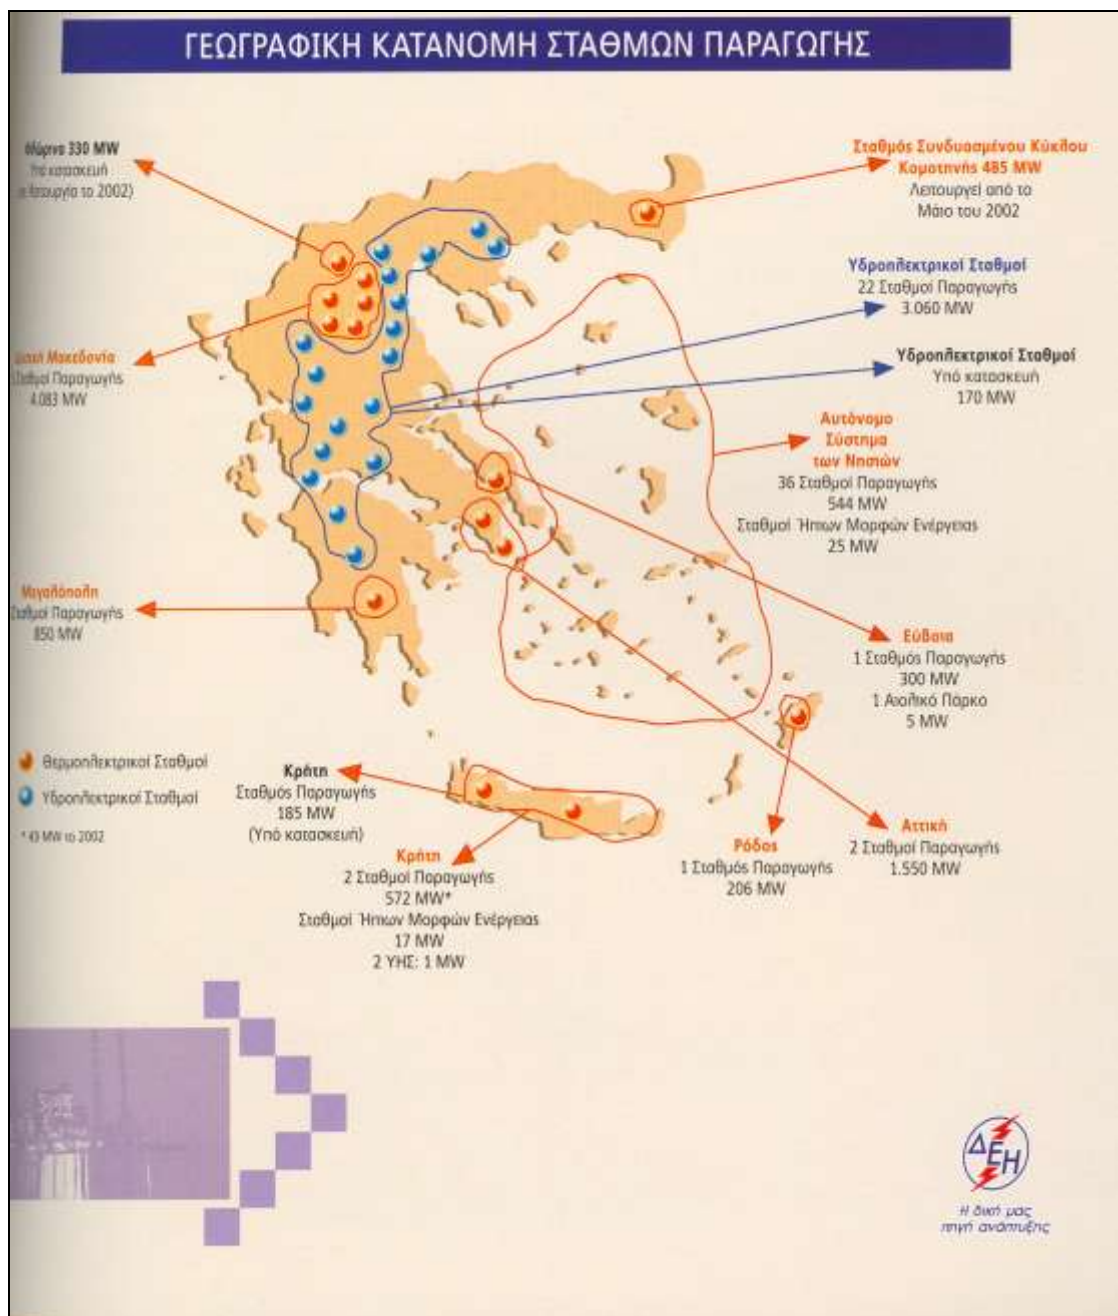 ΓΕΩΓΡΑΦΙΚΗ ΚΑΤΑΝΟΜΗ ΣΤΑΘΜΩΝ ΠΑΡΑΓΩΓΗΣ
330 MW
Υπό κατασκευή
το 2002)
Σταθμός Συνδυασμένου Κύκλου
Κομοτηνής 485 MW
Λειτουργεί από το
Μάιο του 2002
Υδροηλεκτρικοί Σταθμοί
22 Σταθμοί Παραγωγής
3.060 MW
Υδροηλεκτρικοί Σταθμοί
Υπό κατασκευή
170 MW
Μακεδονία
Σταθμοί Παραγωγής
4.083 MW
Αυτόνομο
Σύστημα
των Νησιών
36 Σταθμοί Παραγωγής
544 MW
Σταθμοί Ήπιων Μορφών Ενέργειας
25 MW
Μεγαλόπολη
Σταθμοί Παραγωγής
850 MW
Εύβοια
1 Σταθμός Παραγωγής
300 MW
1 Αιολικό Πάρκο
5 MW
Θερμοηλεκτρικοί Σταθμοί
Υδροηλεκτρικοί Σταθμοί
* 43 MW το 2002
Κρήτη
Σταθμός Παραγωγής
185 MW
(Υπό κατασκευή)
Κρήτη
2 Σταθμοί Παραγωγής
572 MW*
Σταθμοί Ήπιων Μορφών Ενέργειας
17 MW
2 ΥΗΣ: 1 MW
Ρόδος
1 Σταθμός Παραγωγής
206 MW
Αττική
2 Σταθμοί Παραγωγής
1.550 MW
ΔΕΗ
Η δική μας
πηγή ανάπτυξης